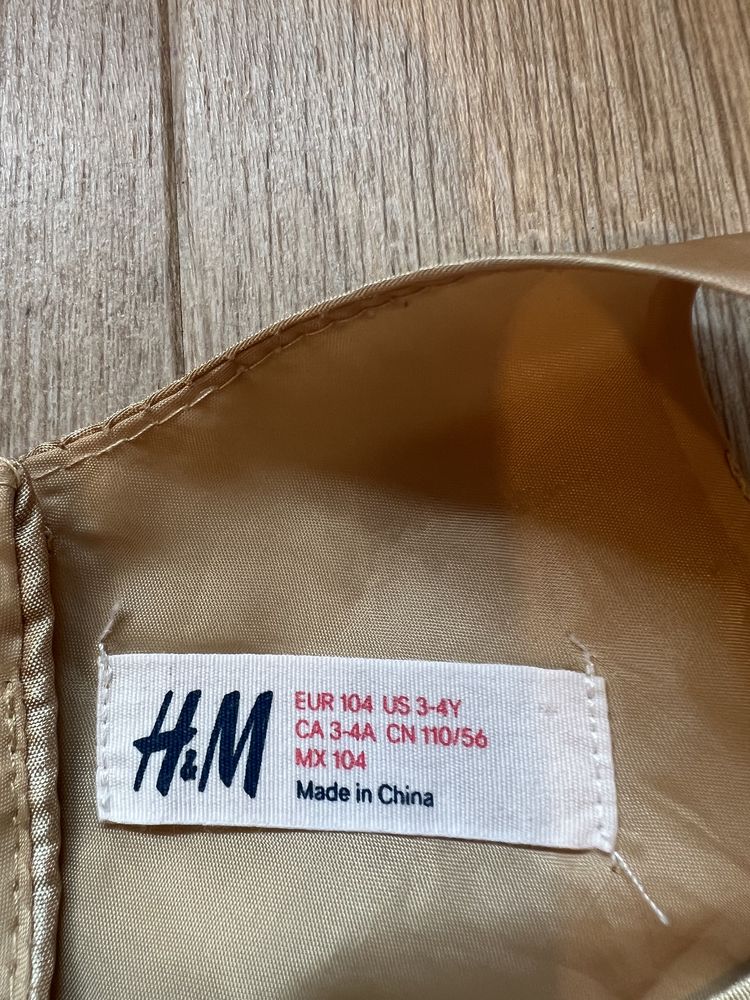 H&M
EUR 104 US 3-4Y
CA 3-4A CN 110/56
MX 104
Made in China